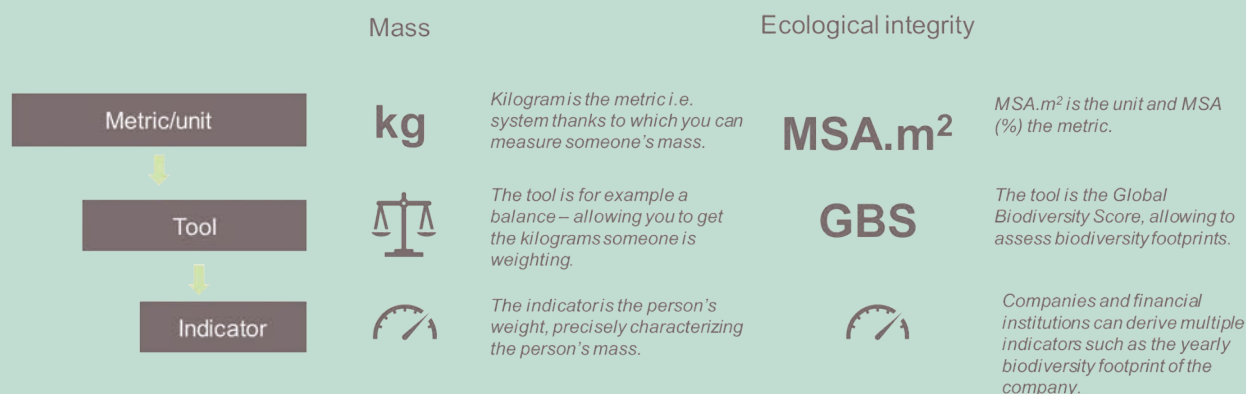 Mass
Ecological integrity
Metric/unit
kg
Kilogram is the metric i.e.
system thanks to which you can
measure someone's mass.
MSA.m²
MSA.m² is the unit and MSA
(%) the metric.
Tool
The tool is for example a
balance – allowing you to get
the kilograms someone is
weighting.
GBS
The tool is the Global
Biodiversity Score, allowing to
assess biodiversity footprints.
Indicator
The indicator is the person's
weight, precisely characterizing
the person's mass.
Companies and financial
institutions can derive multiple
indicators such as the yearly
biodiversity footprint of the
company.